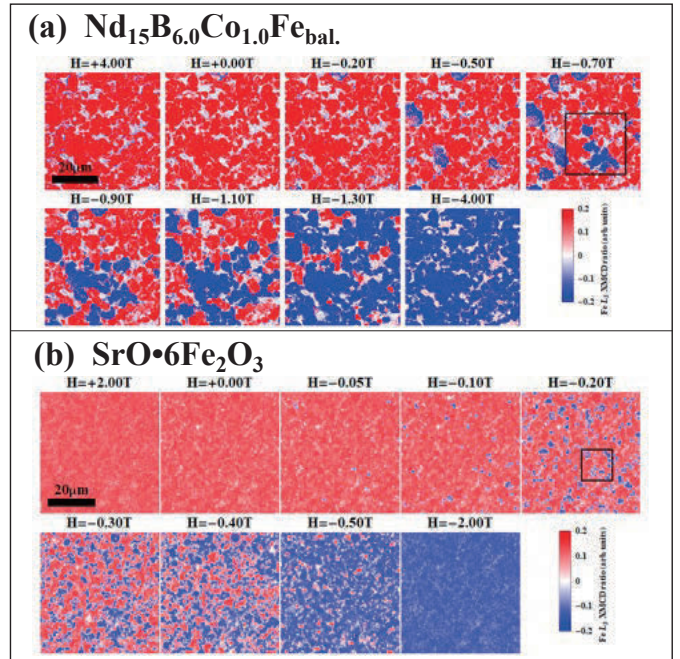 (a) Nd₁₅B₆.₀Co₁.₀Fe_bal.
H=+4.00T H=+0.00T H=−0.20T H=−0.50T H=−0.70T
20μm
H=−0.90T H=−1.10T H=−1.30T H=−4.00T
0.2
0.1
0
−0.1
−0.2
Fe L₃ XMCD ratio (arb. units)
(b) SrO•6Fe₂O₃
H=+2.00T H=+0.00T H=−0.05T H=−0.10T H=−0.20T
20μm
H=−0.30T H=−0.40T H=−0.50T H=−2.00T
0.2
0.1
0
−0.1
−0.2
Fe L₃ XMCD ratio (arb. units)